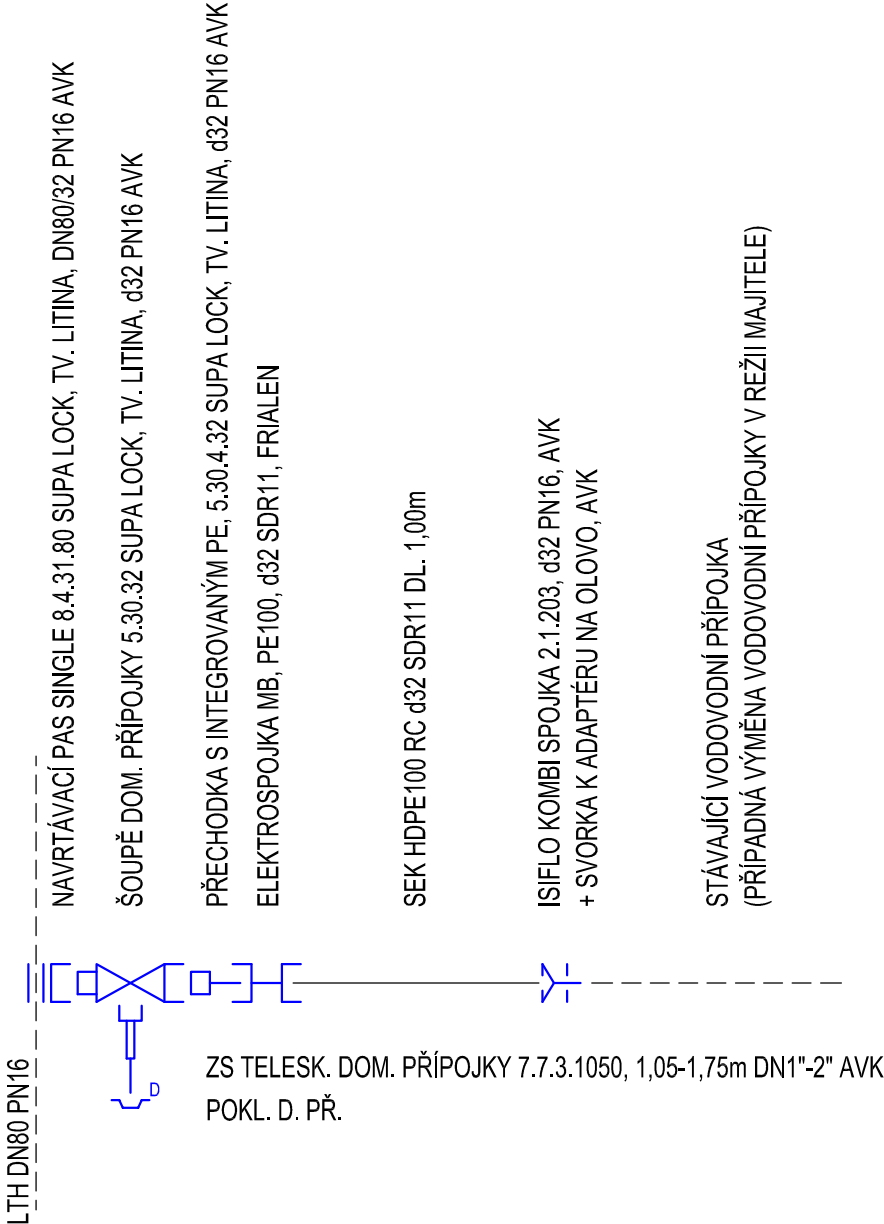 LTH DN80 PN16
NAVRTÁVACÍ PAS SINGLE 8.4.31.80 SUPA LOCK, TV. LITINA, DN80/32 PN16 AVK
ŠOUPĚ DOM. PŘÍPOJKY 5.30.32 SUPA LOCK, TV. LITINA, d32 PN16 AVK
PŘECHODKA S INTEGROVANÝM PE, 5.30.4.32 SUPA LOCK, TV. LITINA, d32 PN16 AVK
ELEKTROSPOJKA MB, PE100, d32 SDR11, FRIALEN
SEK HDPE100 RC d32 SDR11 DL. 1,00m
ISIFLO KOMBI SPOJKA 2.1.203, d32 PN16, AVK
+ SVORKA K ADAPTÉRU NA OLOVO, AVK
STÁVAJÍCÍ VODOVODNÍ PŘÍPOJKA
(PŘÍPADNÁ VÝMĚNA VODOVODNÍ PŘÍPOJKY V REŽII MAJITELE)
D
ZS TELESK. DOM. PŘÍPOJKY 7.7.3.1050, 1,05-1,75m DN1"-2" AVK
POKL. D. PŘ.